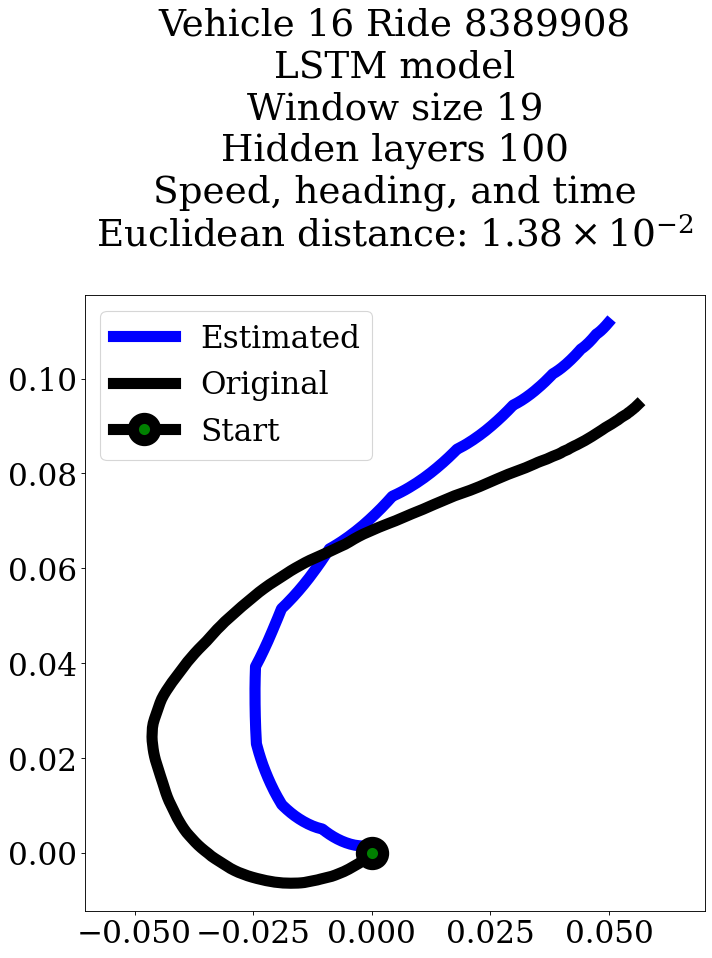 Vehicle 16 Ride 8389908
LSTM model
Window size 19
Hidden layers 100
Speed, heading, and time
Euclidean distance: 1.38 × 10⁻²
Estimated
Original
Start
0.10
0.08
0.06
0.04
0.02
0.00
−0.050 −0.025 0.000 0.025 0.050